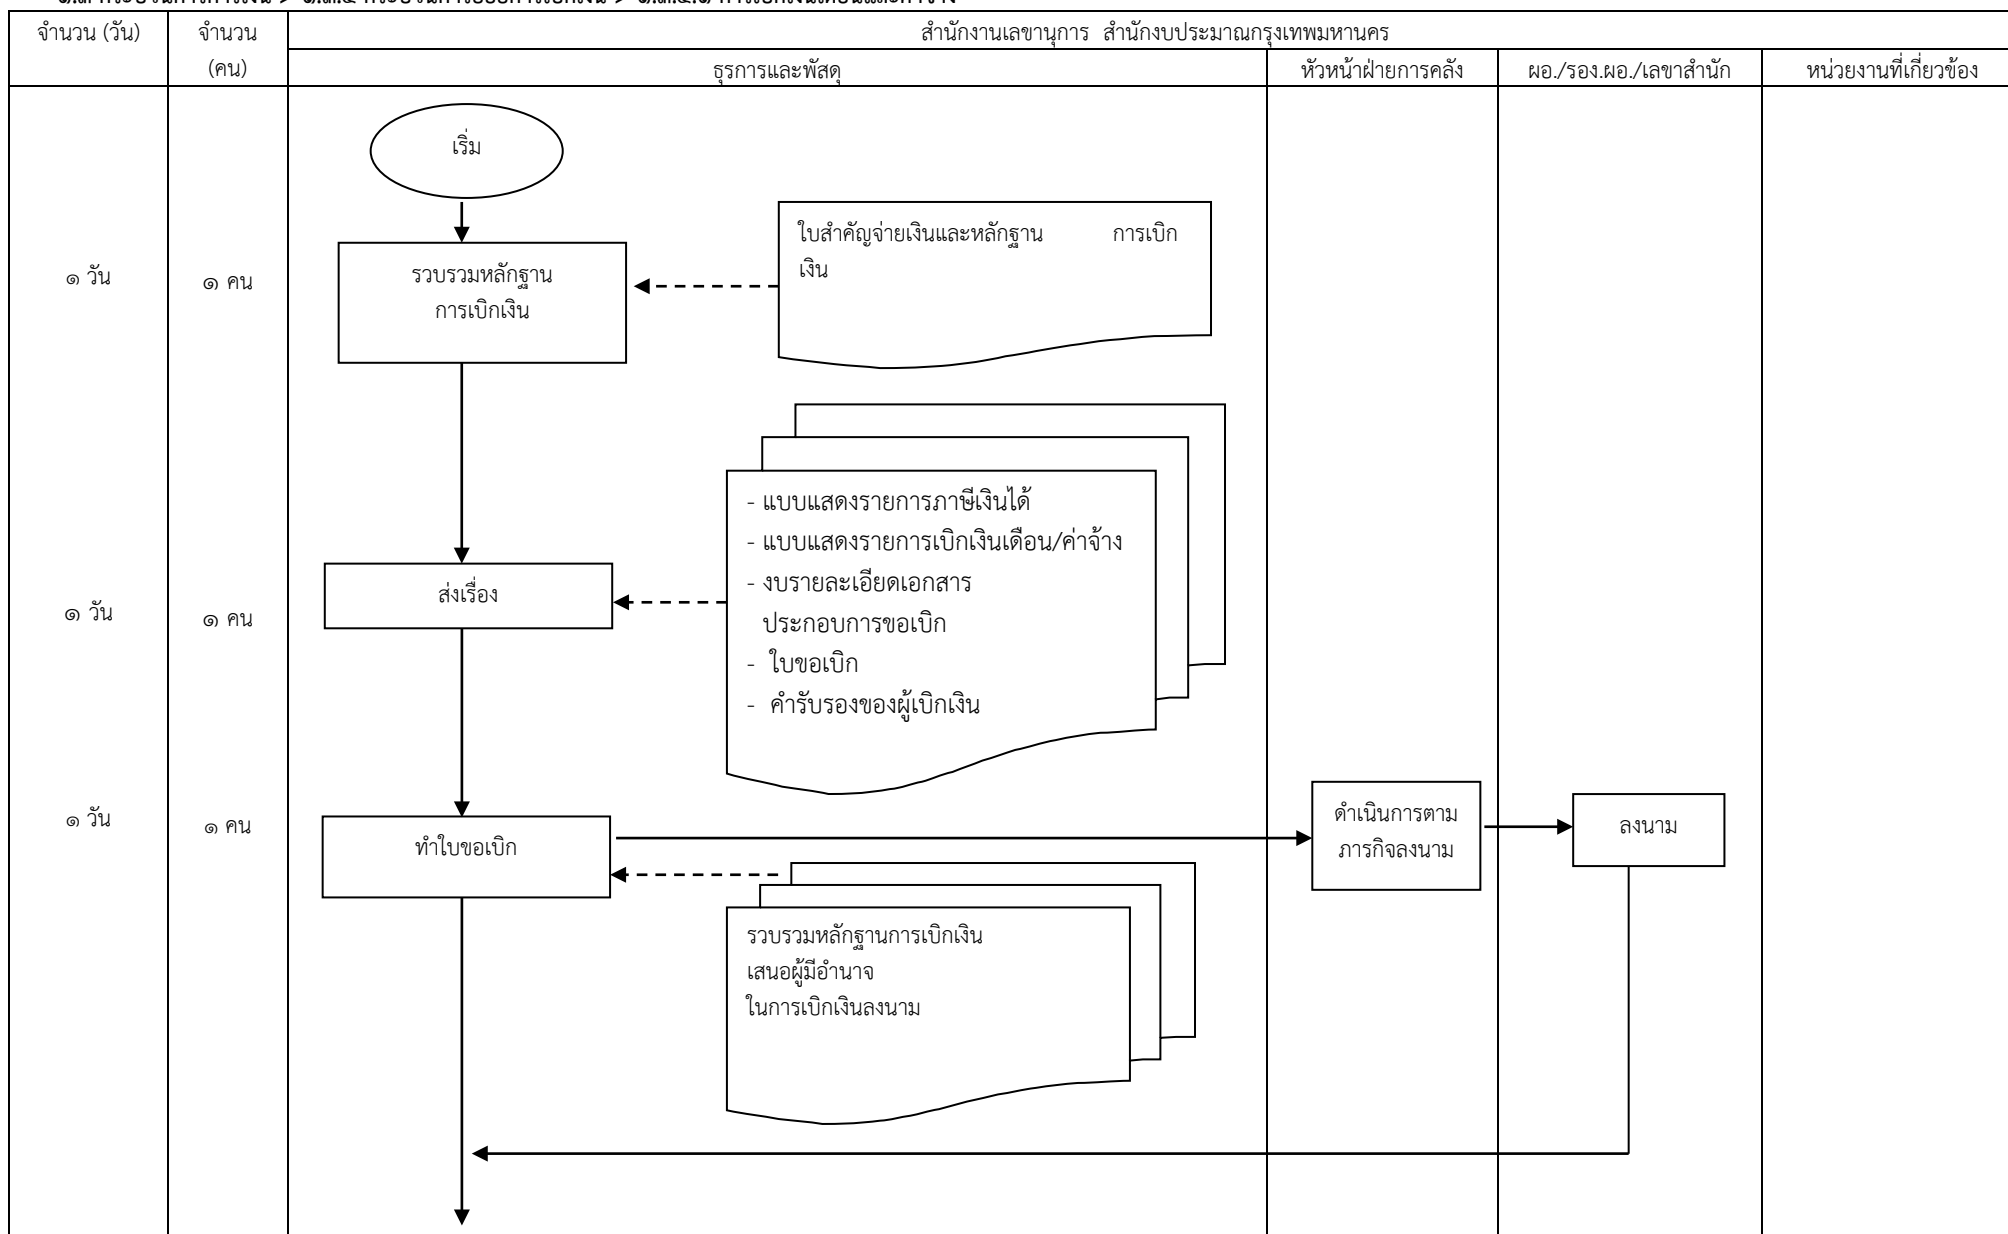 จำนวน (วัน)
จำนวน
(คน)
สำนักงานเลขานุการ สำนักงบประมาณกรุงเทพมหานคร
ธุรการและพัสดุ
หัวหน้าฝ่ายการคลัง
ผอ./รอง.ผอ./เลขาสำนัก
หน่วยงานที่เกี่ยวข้อง
เริ่ม
ใบสำคัญจ่ายเงินและหลักฐาน การเบิก
เงิน
๑ วัน
๑ คน
รวบรวมหลักฐาน
การเบิกเงิน
- แบบแสดงรายการภาษีเงินได้
- แบบแสดงรายการเบิกเงินเดือน/ค่าจ้าง
- งบรายละเอียดเอกสาร
ประกอบการขอเบิก
- ใบขอเบิก
- คำรับรองของผู้เบิกเงิน
๑ วัน
๑ คน
ส่งเรื่อง
๑ วัน
๑ คน
ทำใบขอเบิก
ดำเนินการตาม
ภารกิจลงนาม
ลงนาม
รวบรวมหลักฐานการเบิกเงิน
เสนอผู้มีอำนาจ
ในการเบิกเงินลงนาม